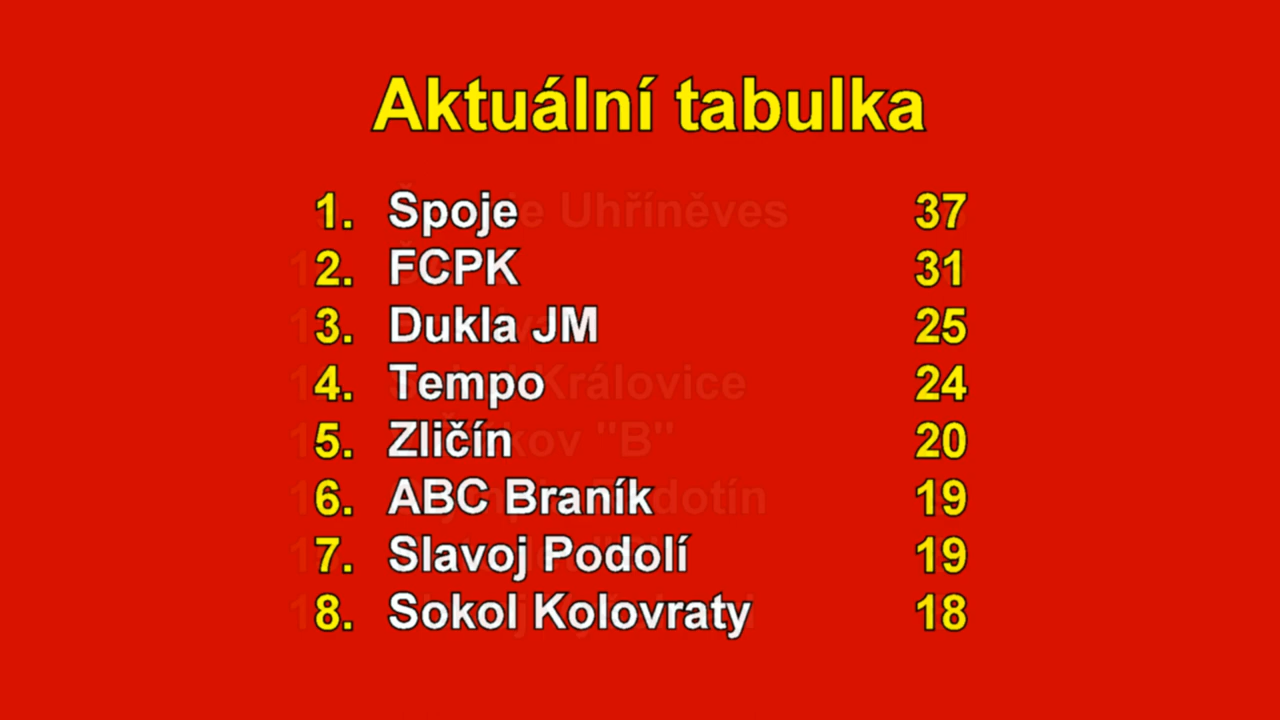 Aktuální tabulka
1. Spoje 37
2. FCPK 31
3. Dukla JM 25
4. Tempo 24
5. Zličín 20
6. ABC Braník 19
7. Slavoj Podolí 19
8. Sokol Kolovraty 18